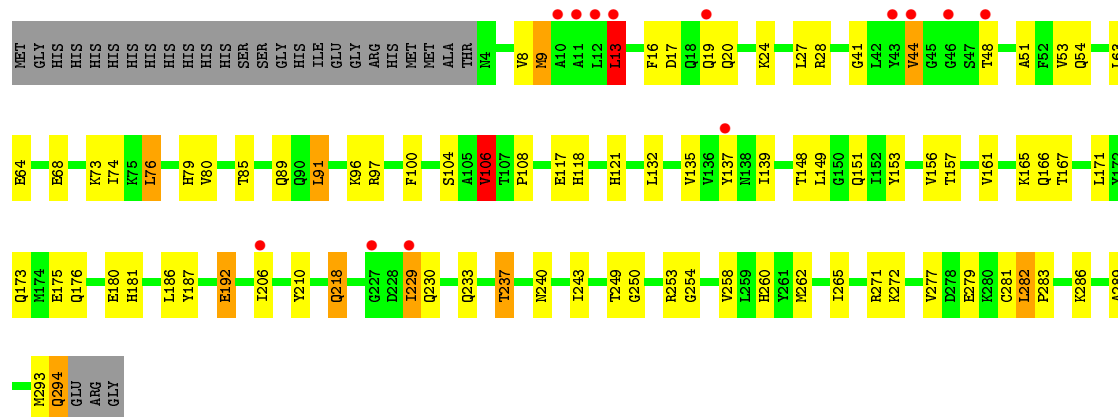 MET GLY HIS HIS HIS HIS HIS HIS HIS HIS HIS HIS SER SER GLY HIS ILE GLU GLY ARG HIS MET MET ALA THR N4 V8 M9 A10 A11 L12 L13 F16 D17 Q18 Q19 Q20 K24 L27 R28 G41 L42 Y43 V44 G45 G46 S47 T48 A51 F52 V53 Q54 L63
E64 E68 K73 I74 K75 L76 H79 V80 T85 Q89 Q90 L91 K96 R97 F100 S104 A105 V106 T107 P108 E117 H118 H121 L132 V135 V136 Y137 N138 I139 T148 L149 G150 Q151 I152 Y153 V156 T157 V161 K165 Q166 T167 L171 Y172
Q173 M174 E175 Q176 E180 H181 L186 Y187 E192 I206 Y210 Q218 G227 D228 I229 Q230 Q233 T237 N240 I243 T249 G250 R253 G254 V258 L259 H260 Y261 M262 I265 R271 K272 V277 D278 E279 K280 C281 L282 P283 K286 A289
M293 Q294 GLU ARG GLY